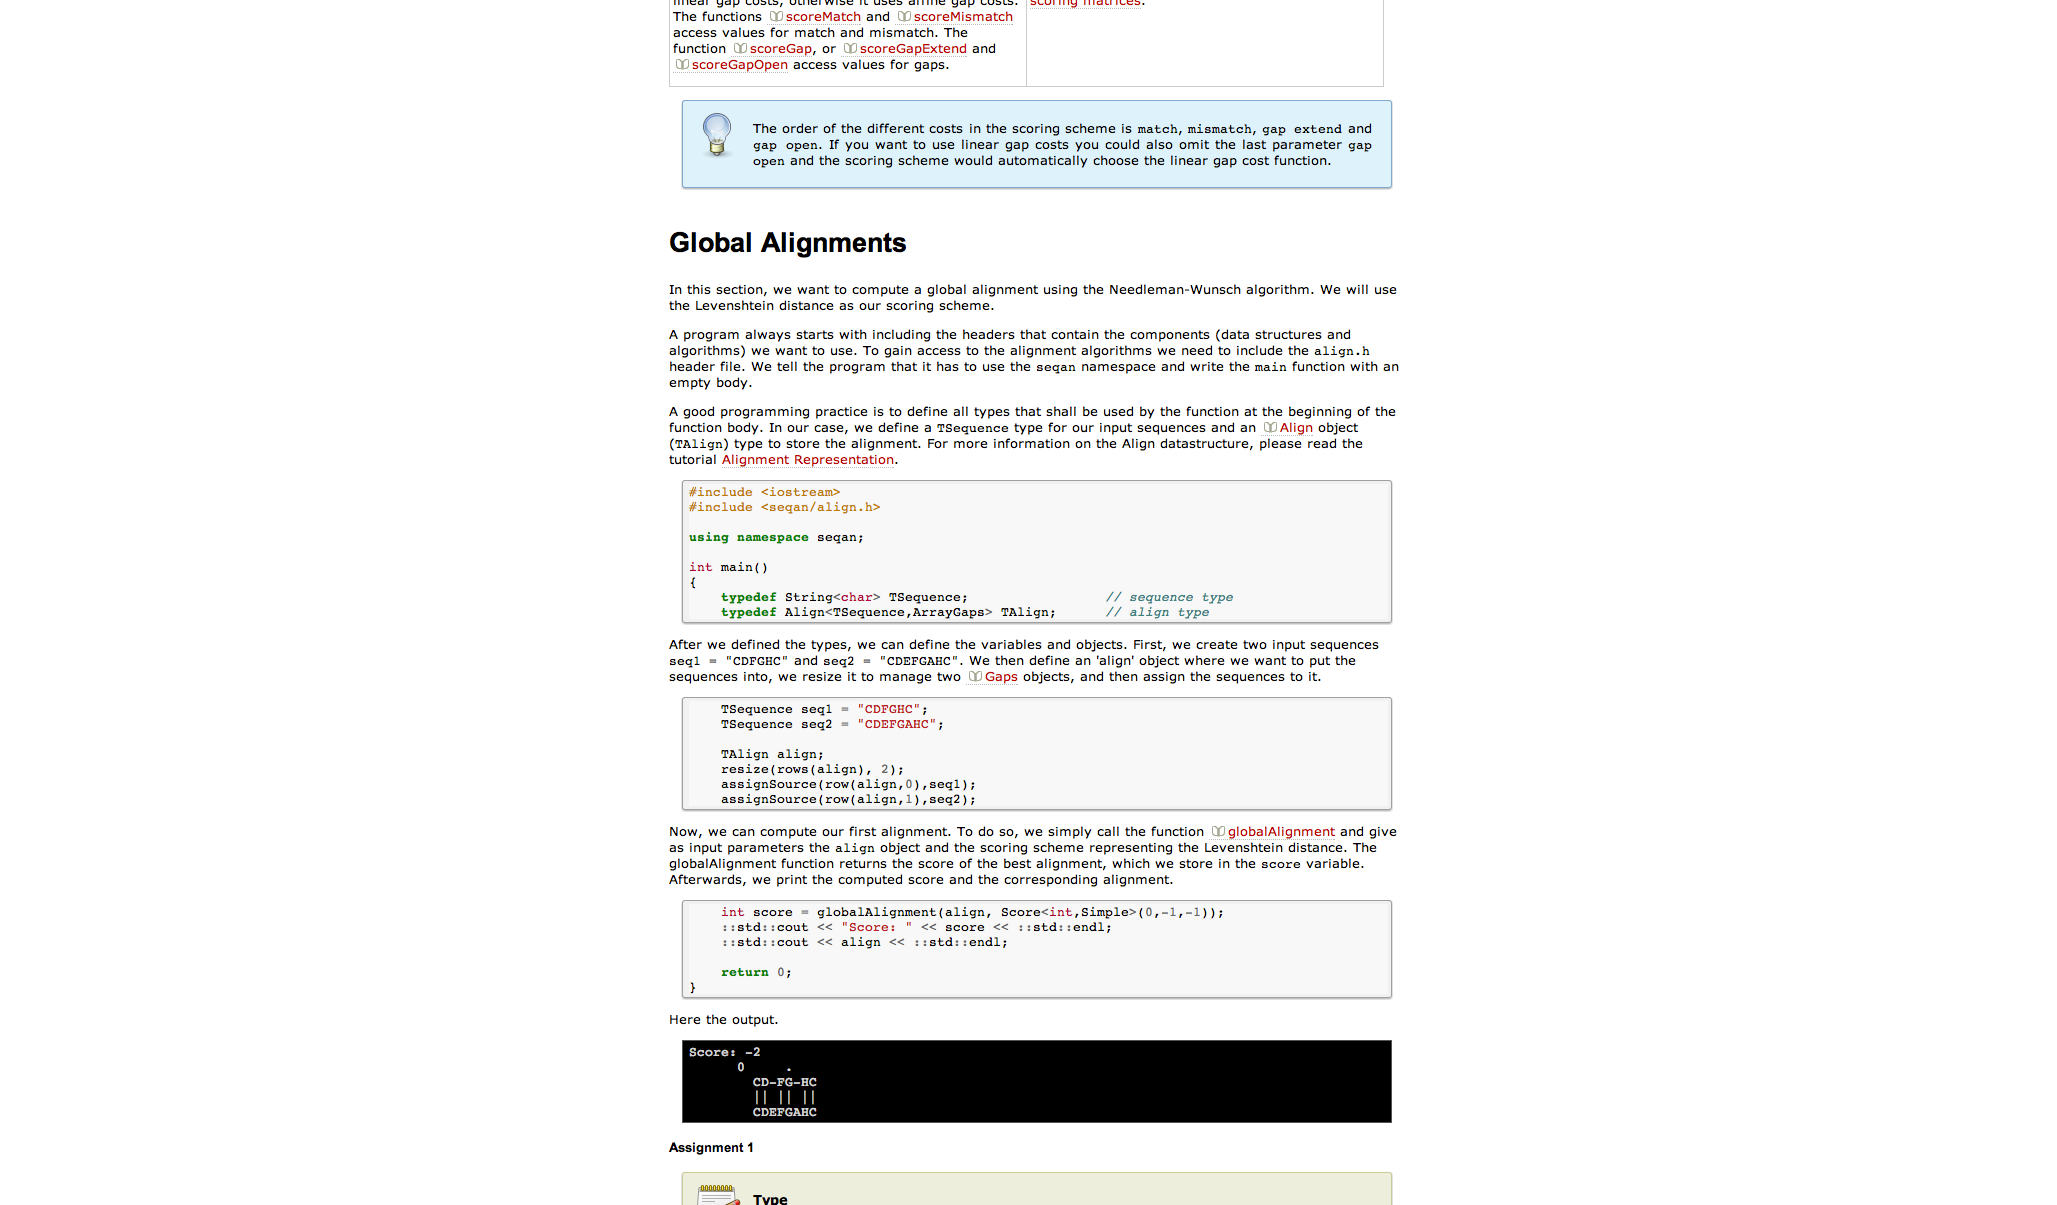 linear gap costs, otherwise it uses affine gap costs.
The functions scoreMatch and scoreMismatch
access values for match and mismatch. The
function scoreGap, or scoreGapExtend and
scoreGapOpen access values for gaps.
scoring matrices.
The order of the different costs in the scoring scheme is match, mismatch, gap extend and
gap open. If you want to use linear gap costs you could also omit the last parameter gap
open and the scoring scheme would automatically choose the linear gap cost function.
Global Alignments
In this section, we want to compute a global alignment using the Needleman-Wunsch algorithm. We will use
the Levenshtein distance as our scoring scheme.
A program always starts with including the headers that contain the components (data structures and
algorithms) we want to use. To gain access to the alignment algorithms we need to include the align.h
header file. We tell the program that it has to use the seqan namespace and write the main function with an
empty body.
A good programming practice is to define all types that shall be used by the function at the beginning of the
function body. In our case, we define a TSequence type for our input sequences and an Align object
(TAlign) type to store the alignment. For more information on the Align datastructure, please read the
tutorial Alignment Representation.
#include <iostream>
#include <seqan/align.h>
using namespace seqan;
int main()
{
    typedef String<char> TSequence;                 // sequence type
    typedef Align<TSequence,ArrayGaps> TAlign;      // align type
After we defined the types, we can define the variables and objects. First, we create two input sequences
seq1 = "CDFGHC" and seq2 = "CDEFGAHC". We then define an 'align' object where we want to put the
sequences into, we resize it to manage two Gaps objects, and then assign the sequences to it.
    TSequence seq1 = "CDFGHC";
    TSequence seq2 = "CDEFGAHC";
    TAlign align;
    resize(rows(align), 2);
    assignSource(row(align,0),seq1);
    assignSource(row(align,1),seq2);
Now, we can compute our first alignment. To do so, we simply call the function globalAlignment and give
as input parameters the align object and the scoring scheme representing the Levenshtein distance. The
globalAlignment function returns the score of the best alignment, which we store in the score variable.
Afterwards, we print the computed score and the corresponding alignment.
    int score = globalAlignment(align, Score<int,Simple>(0,-1,-1));
    ::std::cout << "Score: " << score << ::std::endl;
    ::std::cout << align << ::std::endl;
    return 0;
}
Here the output.
Score: -2
      0     .
        CD-FG-HC
        || || ||
        CDEFGAHC
Assignment 1
Type